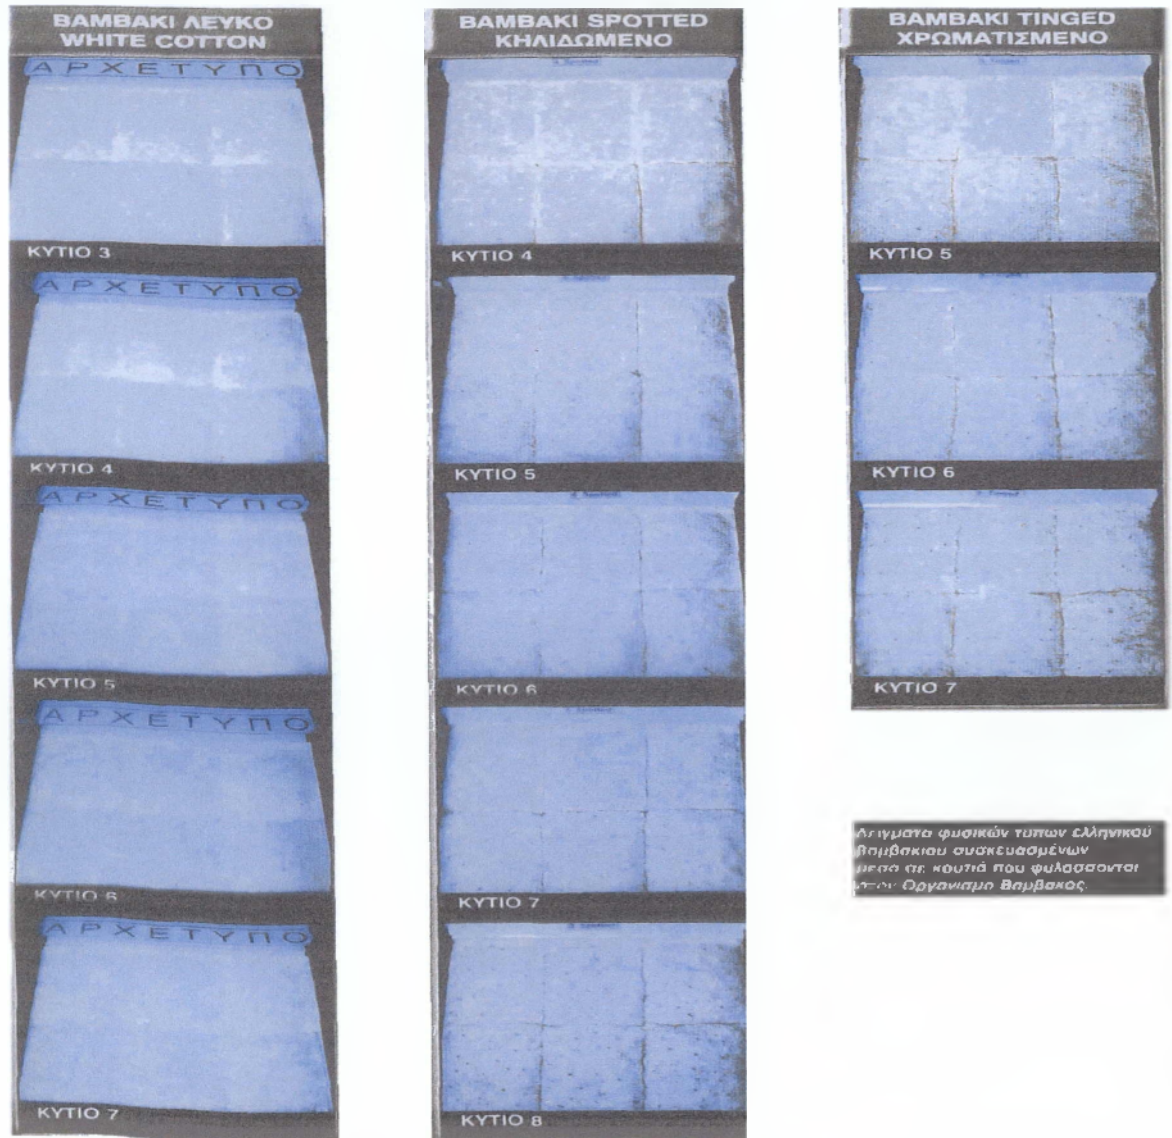 ΒΑΜΒΑΚΙ ΛΕΥΚΟ
WHITE COTTON
ΑΡΧΕΤΥΠΟ
ΚΥΤΙΟ 3
ΑΡΧΕΤΥΠΟ
ΚΥΤΙΟ 4
ΑΡΧΕΤΥΠΟ
ΚΥΤΙΟ 5
ΑΡΧΕΤΥΠΟ
ΚΥΤΙΟ 6
ΑΡΧΕΤΥΠΟ
ΚΥΤΙΟ 7
ΒΑΜΒΑΚΙ SPOTTED
ΚΗΛΙΔΩΜΕΝΟ
ΚΥΤΙΟ 4
ΚΥΤΙΟ 5
ΚΥΤΙΟ 6
ΚΥΤΙΟ 7
ΚΥΤΙΟ 8
ΒΑΜΒΑΚΙ TINGED
ΧΡΩΜΑΤΙΣΜΕΝΟ
ΚΥΤΙΟ 5
ΚΥΤΙΟ 6
ΚΥΤΙΟ 7
Δείγματα φυσικών τύπων ελληνικού
βαμβακιού συσκευασμένων
μέσα σε κουτιά που φυλάσσονται
στον Οργανισμό Βάμβακος.